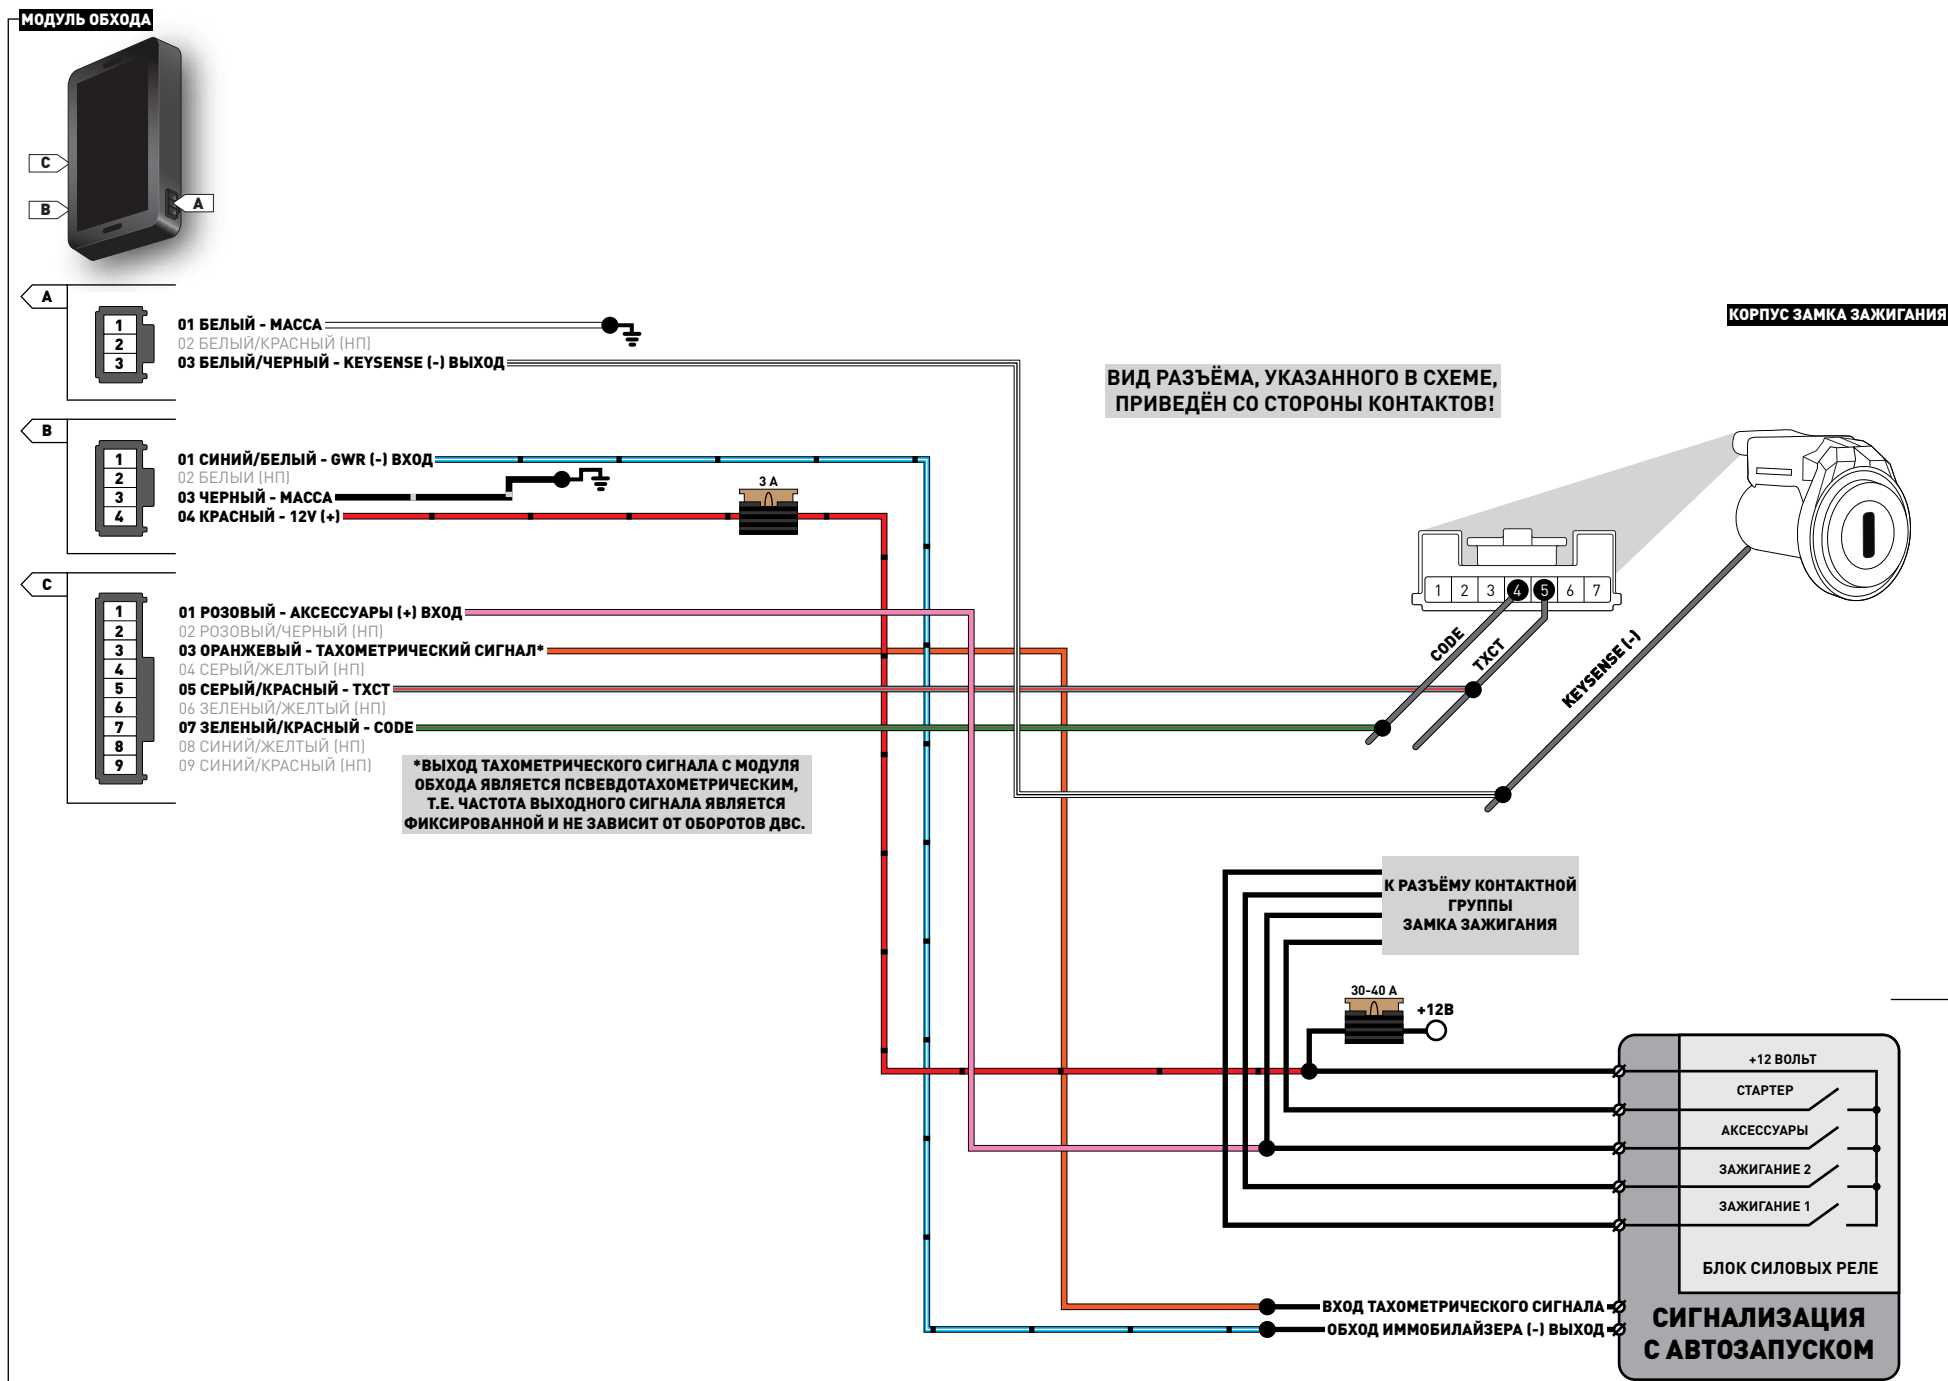 МОДУЛЬ ОБХОДА
C
B
A
A
1
2
3
01 БЕЛЫЙ - МАССА
02 БЕЛЫЙ/КРАСНЫЙ (НП)
03 БЕЛЫЙ/ЧЕРНЫЙ - KEYSENSE (-) ВЫХОД
B
1
2
3
4
01 СИНИЙ/БЕЛЫЙ - GWR (-) ВХОД
02 БЕЛЫЙ (НП)
03 ЧЕРНЫЙ - МАССА
04 КРАСНЫЙ - 12V (+)
3 А
C
1
2
3
4
5
6
7
8
9
01 РОЗОВЫЙ - АКСЕССУАРЫ (+) ВХОД
02 РОЗОВЫЙ/ЧЕРНЫЙ (НП)
03 ОРАНЖЕВЫЙ - ТАХОМЕТРИЧЕСКИЙ СИГНАЛ*
04 СЕРЫЙ/ЖЕЛТЫЙ (НП)
05 СЕРЫЙ/КРАСНЫЙ - TXCT
06 ЗЕЛЕНЫЙ/ЖЕЛТЫЙ (НП)
07 ЗЕЛЕНЫЙ/КРАСНЫЙ - CODE
08 СИНИЙ/ЖЕЛТЫЙ (НП)
09 СИНИЙ/КРАСНЫЙ (НП)
*ВЫХОД ТАХОМЕТРИЧЕСКОГО СИГНАЛА С МОДУЛЯ
ОБХОДА ЯВЛЯЕТСЯ ПСВЕВДОТАХОМЕТРИЧЕСКИМ,
Т.Е. ЧАСТОТА ВЫХОДНОГО СИГНАЛА ЯВЛЯЕТСЯ
ФИКСИРОВАННОЙ И НЕ ЗАВИСИТ ОТ ОБОРОТОВ ДВС.
КОРПУС ЗАМКА ЗАЖИГАНИЯ
ВИД РАЗЪЁМА, УКАЗАННОГО В СХЕМЕ,
ПРИВЕДЁН СО СТОРОНЫ КОНТАКТОВ!
1 2 3 4 5 6 7
CODE
TXCT
KEYSENSE (-)
К РАЗЪЁМУ КОНТАКТНОЙ
ГРУППЫ
ЗАМКА ЗАЖИГАНИЯ
30-40 А
+12В
+12 ВОЛЬТ
СТАРТЕР
АКСЕССУАРЫ
ЗАЖИГАНИЕ 2
ЗАЖИГАНИЕ 1
БЛОК СИЛОВЫХ РЕЛЕ
ВХОД ТАХОМЕТРИЧЕСКОГО СИГНАЛА
ОБХОД ИММОБИЛАЙЗЕРА (-) ВЫХОД
СИГНАЛИЗАЦИЯ
С АВТОЗАПУСКОМ